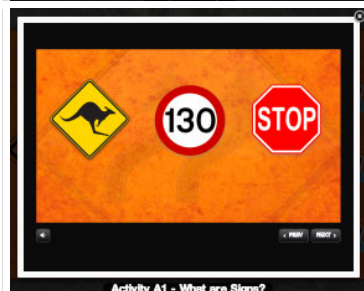 130 STOP
< PREV NEXT >
Activity A1 - What are Signs?